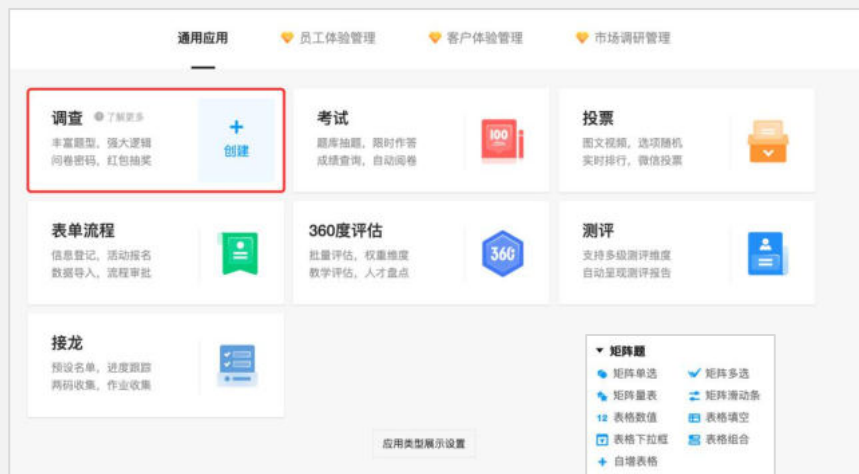 通用应用
员工体验管理
客户体验管理
市场调研管理
调查 了解更多
丰富题型，强大逻辑
问卷密码，红包抽奖
+
创建
考试
题库抽题，限时作答
成绩查询，自动阅卷
100
投票
图文视频，选项随机
实时排行，微信投票
表单流程
信息登记，活动报名
数据导入，流程审批
360度评估
批量评估，权重维度
教学评估，人才盘点
360
测评
支持多级测评维度
自动呈现测评报告
接龙
预设名单，进度跟踪
两码收集，作业收集
应用类型展示设置
矩阵题
矩阵单选
矩阵多选
矩阵量表
矩阵滑动条
12 表格数值
表格填空
表格下拉框
表格组合
+ 自增表格